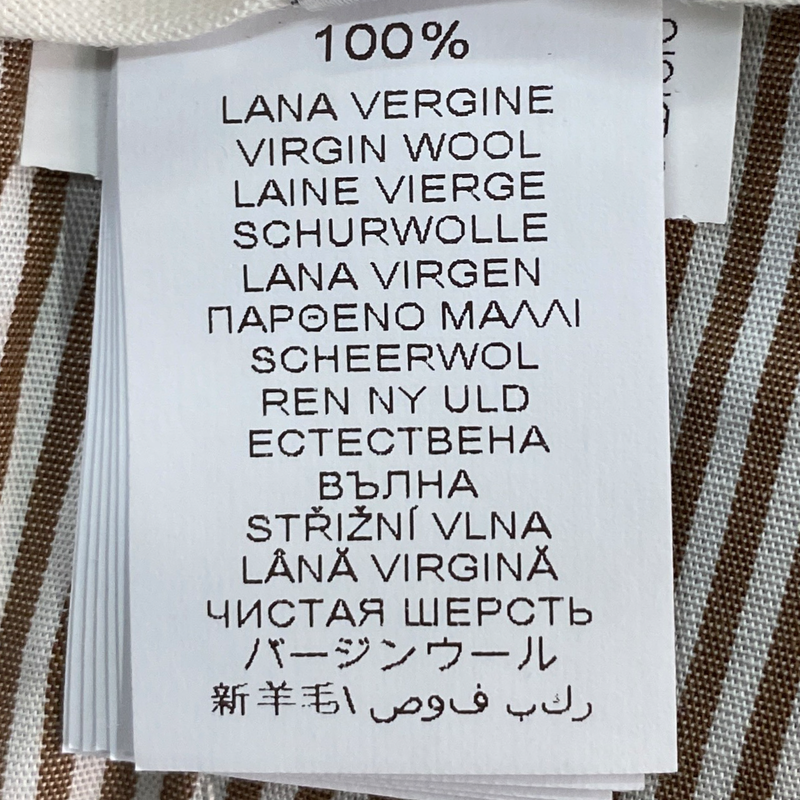 100%
LANA VERGINE
VIRGIN WOOL
LAINE VIERGE
SCHURWOLLE
LANA VIRGEN
ΠΑΡΘΕΝΟ ΜΑΛΛΙ
SCHEERWOL
REN NY ULD
ЕСТЕСТВЕНА
ВЪЛНА
STŘIŽNÍ VLNA
LÂNĂ VIRGINĂ
ЧИСТАЯ ШЕРСТЬ
バージンウール
新羊毛\ صوف بكر